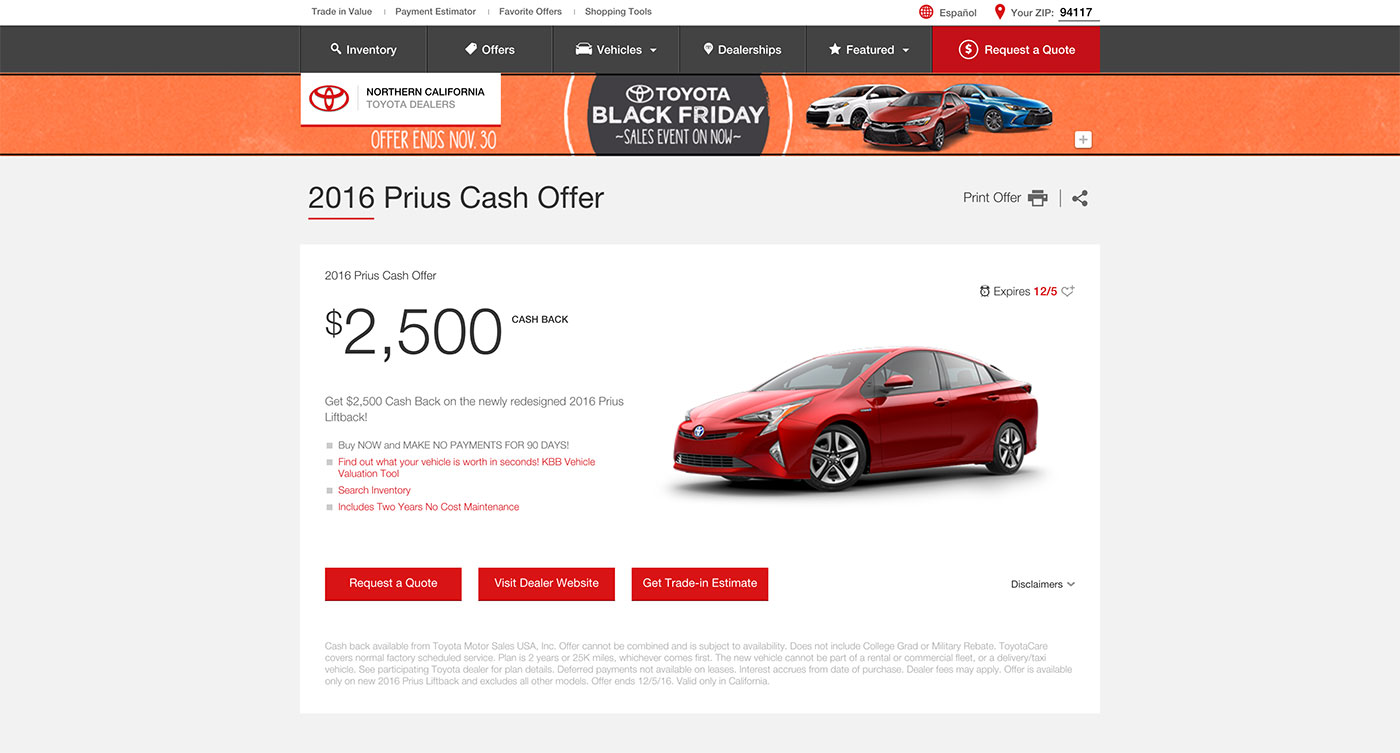 Trade in Value
Payment Estimator
Favorite Offers
Shopping Tools
Español
Your ZIP: 94117
Inventory
Offers
Vehicles
Dealerships
Featured
$ Request a Quote
NORTHERN CALIFORNIA
TOYOTA DEALERS
OFFER ENDS NOV. 30
TOYOTA
BLACK FRIDAY
~SALES EVENT ON NOW~
2016 Prius Cash Offer
Print Offer
2016 Prius Cash Offer
Expires 12/5
$2,500 CASH BACK
Get $2,500 Cash Back on the newly redesigned 2016 Prius
Liftback!
Buy NOW and MAKE NO PAYMENTS FOR 90 DAYS!
Find out what your vehicle is worth in seconds! KBB Vehicle
Valuation Tool
Search Inventory
Includes Two Years No Cost Maintenance
Request a Quote
Visit Dealer Website
Get Trade-in Estimate
Disclaimers
Cash back available from Toyota Motor Sales USA, Inc. Offer cannot be combined and is subject to availability. Does not include College Grad or Military Rebate. ToyotaCare
covers normal factory scheduled service. Plan is 2 years or 25K miles, whichever comes first. The new vehicle cannot be part of a rental or commercial fleet, or a delivery/taxi
vehicle. See participating Toyota dealer for plan details. Deferred payments not available on leases. Interest accrues from date of purchase. Dealer fees may apply. Offer is available
only on new 2016 Prius Liftback and excludes all other models. Offer ends 12/5/16. Valid only in California.